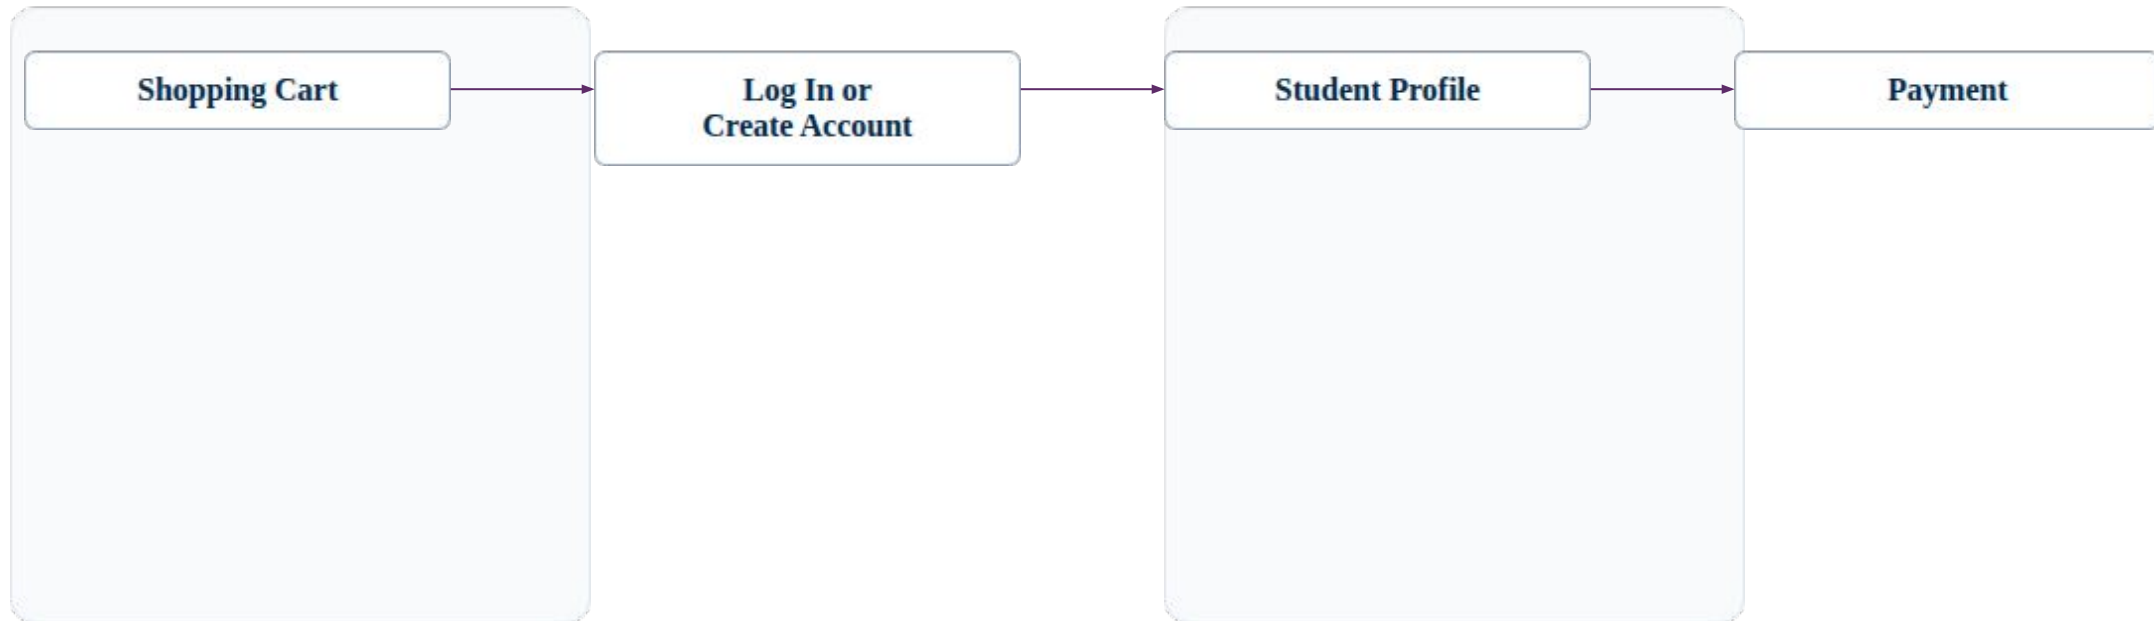 Shopping Cart
Log In or
Create Account
Student Profile
Payment